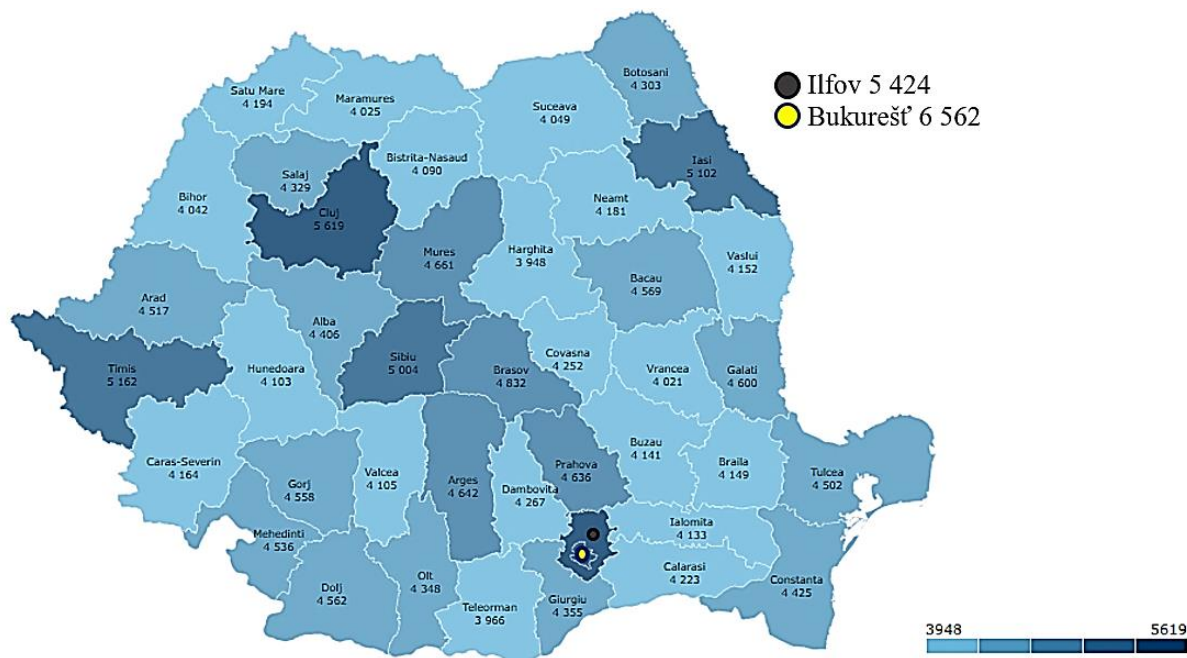 Botosani
4 303
Ilfov 5 424
Bukurešť 6 562
Satu Mare
4 194
Maramures
4 025
Suceava
4 049
Iasi
5 102
Salaj
4 329
Bistrita-Nasaud
4 090
Bihor
4 042
Cluj
5 619
Neamt
4 181
Mures
4 661
Harghita
3 948
Vaslui
4 152
Bacau
4 569
Arad
4 517
Alba
4 406
Timis
5 162
Hunedoara
4 103
Sibiu
5 004
Brasov
4 832
Covasna
4 252
Vrancea
4 021
Galati
4 600
Caras-Severin
4 164
Gorj
4 558
Valcea
4 105
Arges
4 642
Dambovita
4 267
Prahova
4 636
Buzau
4 141
Braila
4 149
Tulcea
4 502
Mehedinti
4 536
Ialomita
4 133
Dolj
4 562
Olt
4 348
Teleorman
3 966
Giurgiu
4 355
Calarasi
4 223
Constanta
4 425
3948
5619